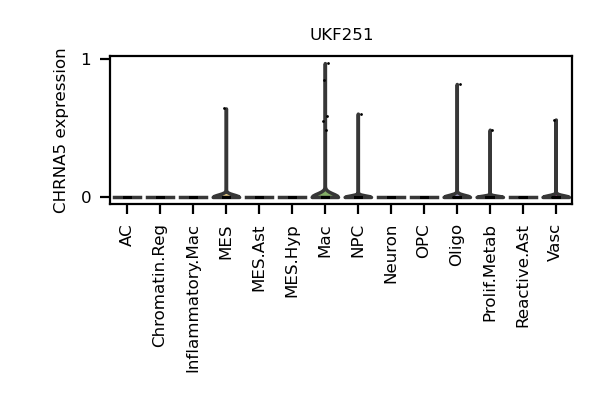 UKF251
CHRNA5 expression
1
0
AC
Chromatin.Reg
Inflammatory.Mac
MES
MES.Ast
MES.Hyp
Mac
NPC
Neuron
OPC
Oligo
Prolif.Metab
Reactive.Ast
Vasc